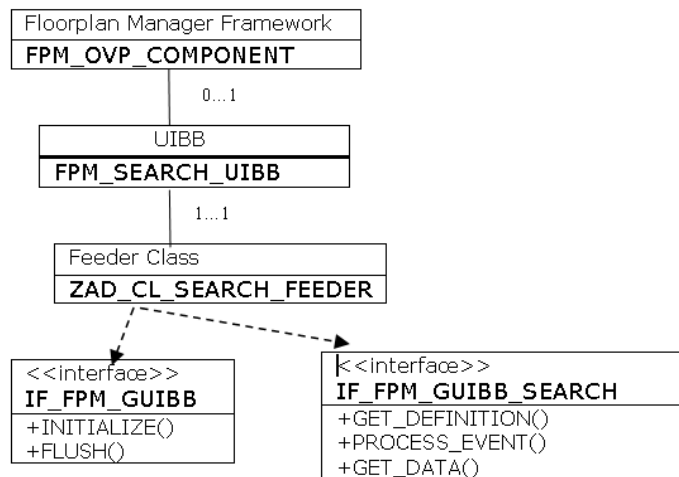 Floorplan Manager Framework
FPM_OVP_COMPONENT
0...1
UIBB
FPM_SEARCH_UIBB
1...1
Feeder Class
ZAD_CL_SEARCH_FEEDER
<<interface>>
IF_FPM_GUIBB
+INITIALIZE()
+FLUSH()
<<interface>>
IF_FPM_GUIBB_SEARCH
+GET_DEFINITION()
+PROCESS_EVENT()
+GET_DATA()